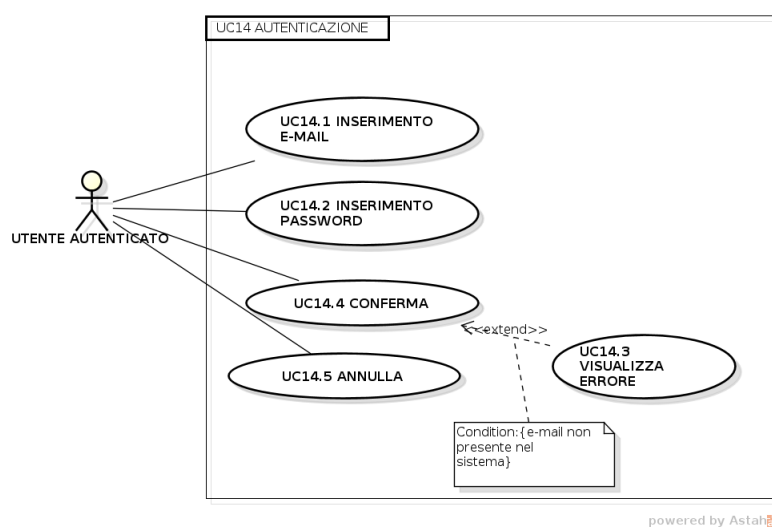 UC14 AUTENTICAZIONE
UC14.1 INSERIMENTO
E-MAIL
UC14.2 INSERIMENTO
PASSWORD
UTENTE AUTENTICATO
UC14.4 CONFERMA
<<extend>>
UC14.3
VISUALIZZA
ERRORE
UC14.5 ANNULLA
Condition:{e-mail non
presente nel
sistema}
powered by Astah